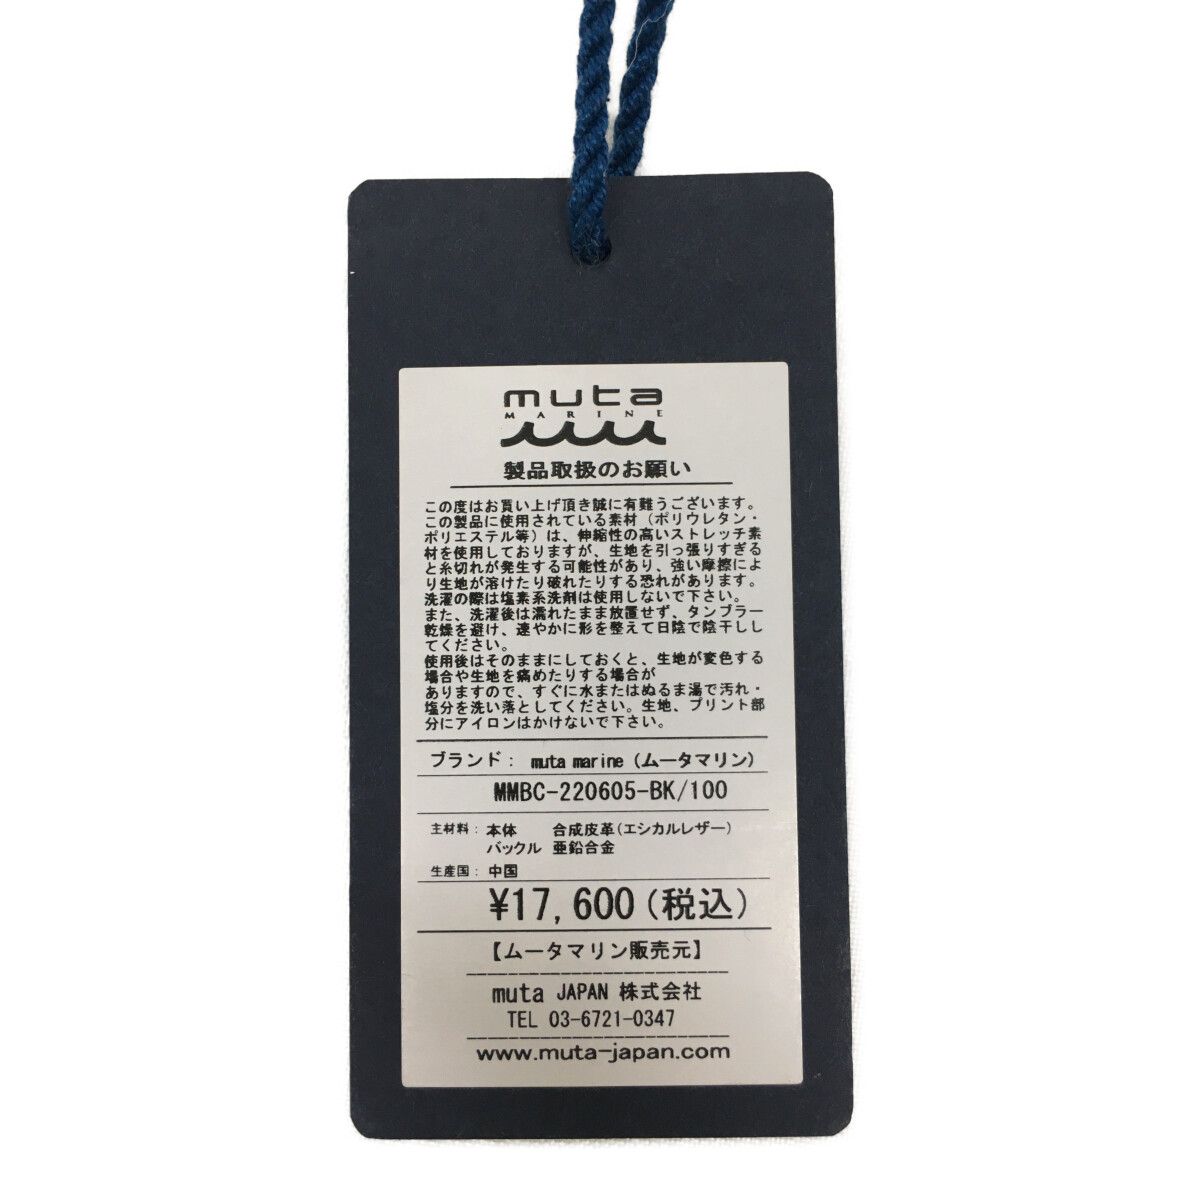 muta
MARINE
製品取扱のお願い
この度はお買い上げ頂き誠に有難うございます。
この製品に使用されている素材（ポリウレタン・
ポリエステル等）は、伸縮性の高いストレッチ素
材を使用しておりますが、生地を引っ張りすぎる
と糸切れが発生する可能性があり、強い摩擦によ
り生地が溶けたり破れたりする恐れがあります。
洗濯の際は塩素系洗剤は使用しないで下さい。
また、洗濯後は濡れたまま放置せず、タンブラー
乾燥を避け、速やかに形を整えて日陰で陰干しし
てください。
使用後はそのままにしておくと、生地が変色する
場合や生地を痛めたりする場合が
ありますので、すぐに水またはぬるま湯で汚れ・
塩分を洗い落としてください。生地、プリント部
分にアイロンはかけないで下さい。
ブランド： muta marine（ムータマリン）
MMBC-220605-BK/100
主材料： 本体 合成皮革（エシカルレザー）
バックル 亜鉛合金
生産国： 中国
¥17,600（税込）
【ムータマリン販売元】
muta JAPAN 株式会社
TEL 03-6721-0347
www.muta-japan.com